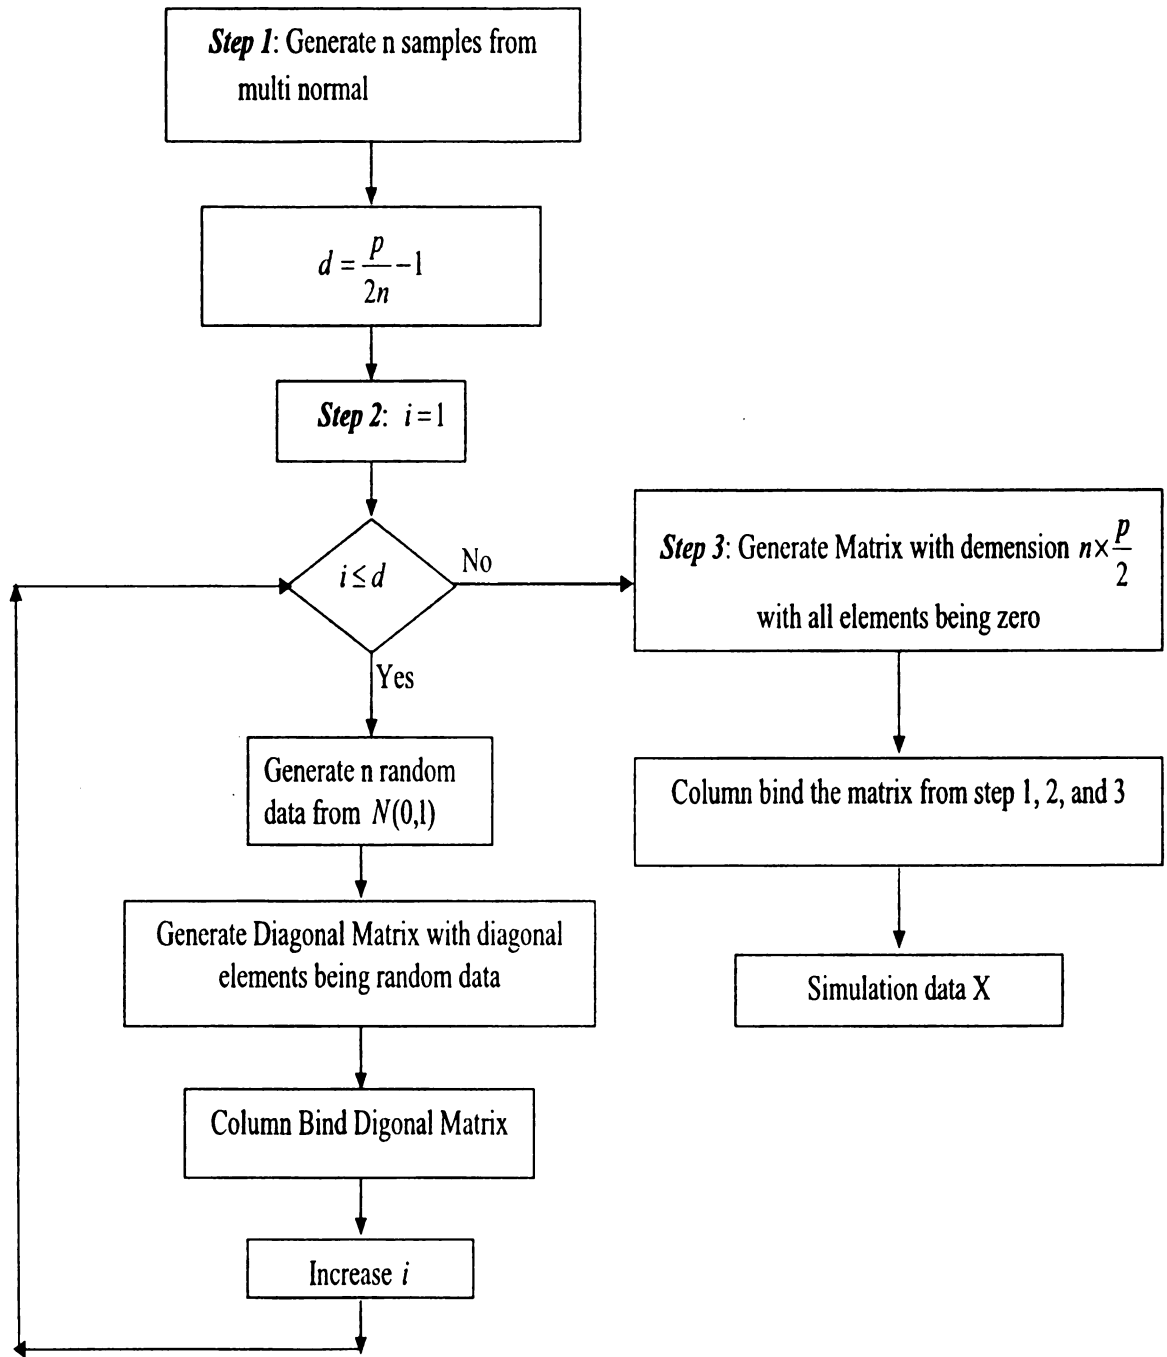 Step 1: Generate n samples from
multi normal
d = p/2n − 1
Step 2: i = 1
i ≤ d
No
Yes
Step 3: Generate Matrix with demension n × p/2
with all elements being zero
Generate n random
data from N(0,1)
Column bind the matrix from step 1, 2, and 3
Generate Diagonal Matrix with diagonal
elements being random data
Simulation data X
Column Bind Digonal Matrix
Increase i